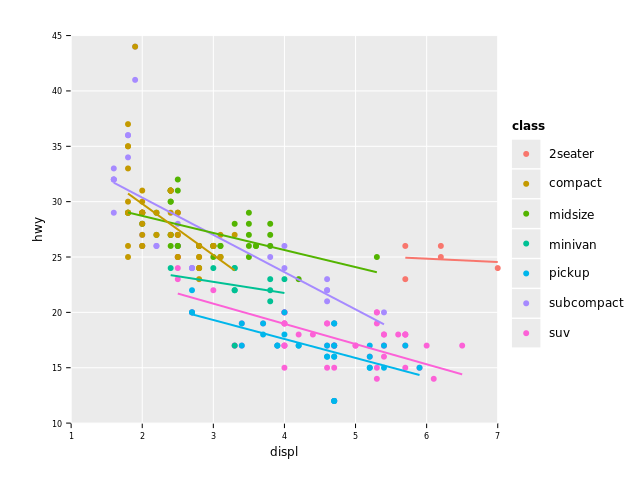 45
40
35
30
25
20
15
10
hwy
1 2 3 4 5 6 7
displ
class
2seater
compact
midsize
minivan
pickup
subcompact
suv